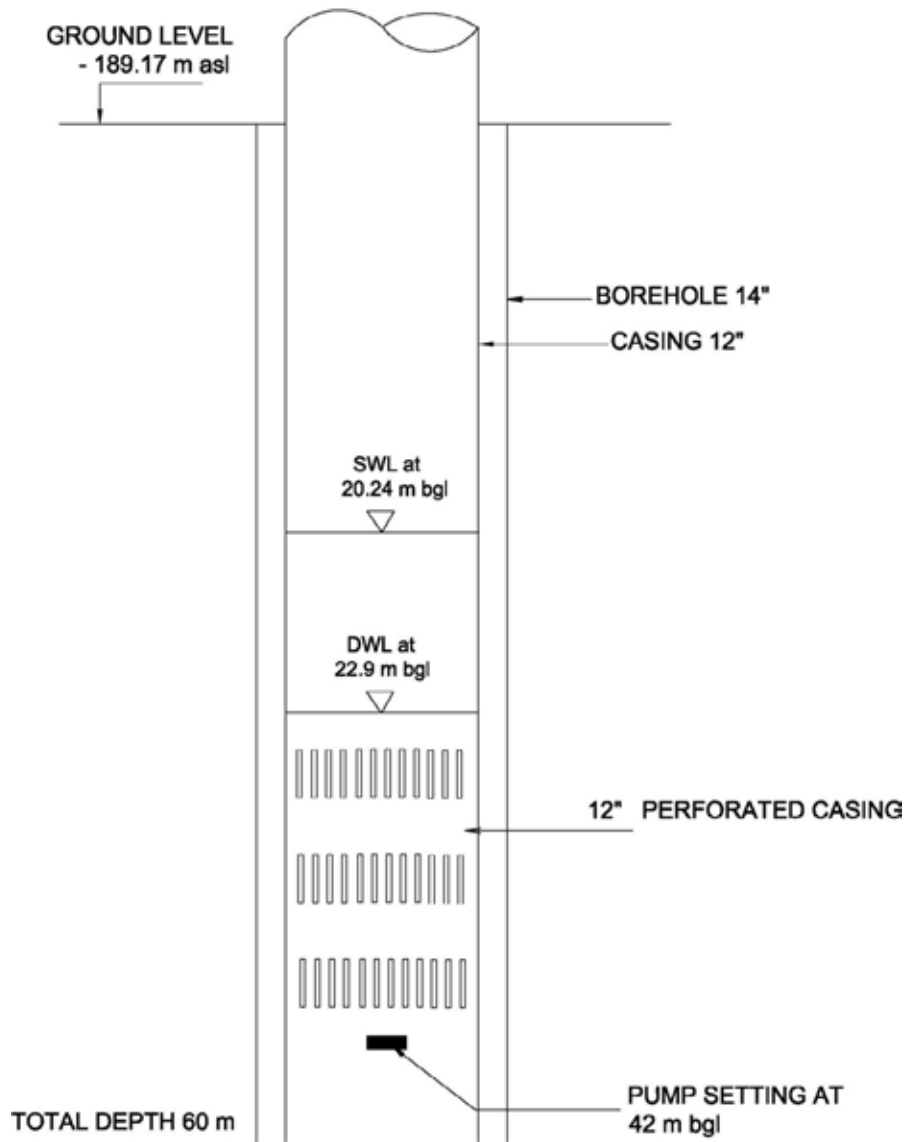 GROUND LEVEL
- 189.17 m asl
BOREHOLE 14"
CASING 12"
SWL at
20.24 m bgl
DWL at
22.9 m bgl
12" PERFORATED CASING
PUMP SETTING AT
42 m bgl
TOTAL DEPTH 60 m